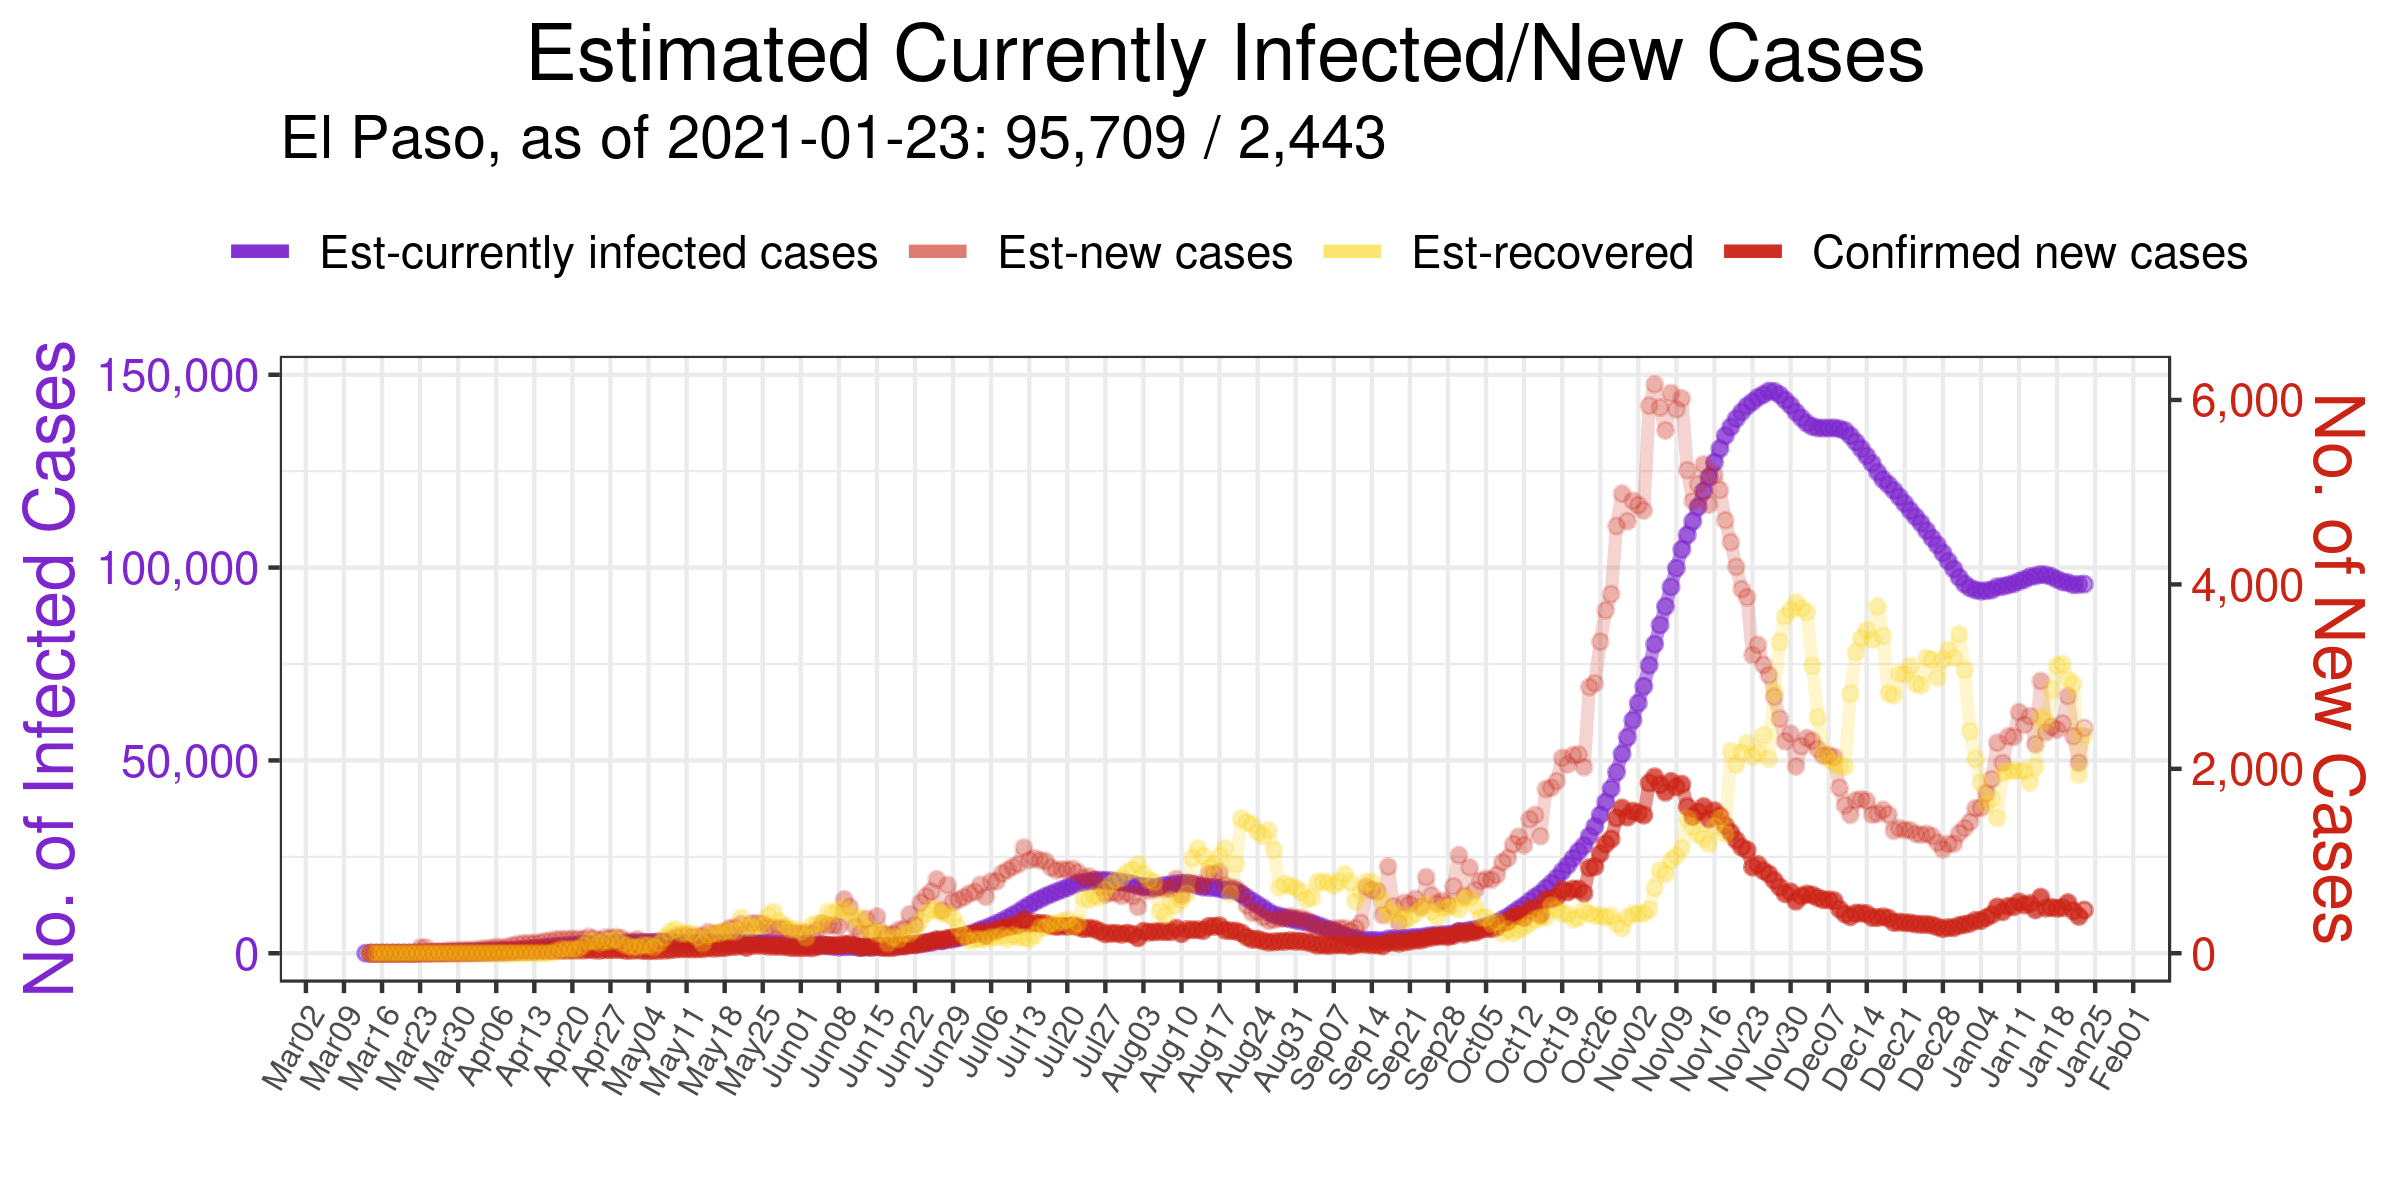 Estimated Currently Infected/New Cases
El Paso, as of 2021-01-23: 95,709 / 2,443
Est-currently infected cases Est-new cases Est-recovered Confirmed new cases
No. of Infected Cases
150,000
100,000
50,000
0
6,000
4,000
2,000
0
No. of New Cases
Mar02 Mar09 Mar16 Mar23 Mar30 Apr06 Apr13 Apr20 Apr27 May04 May11 May18 May25 Jun01 Jun08 Jun15 Jun22 Jun29 Jul06 Jul13 Jul20 Jul27 Aug03 Aug10 Aug17 Aug24 Aug31 Sep07 Sep14 Sep21 Sep28 Oct05 Oct12 Oct19 Oct26 Nov02 Nov09 Nov16 Nov23 Nov30 Dec07 Dec14 Dec21 Dec28 Jan04 Jan11 Jan18 Jan25 Feb01